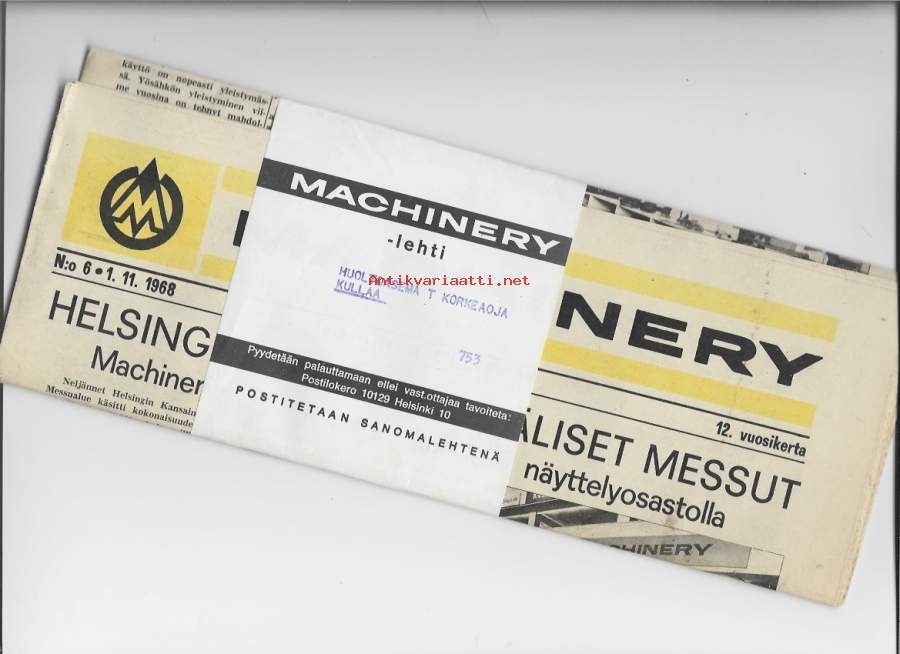 käyttö on nopeasti yleistymäs-
sä. Yösähkön yleistyminen vii-
me vuosina on tehnyt mahdol-
N:o 6 • 1. 11. 1968
HELSING
Machiner
Neljännet Helsingin Kansain
Messualue käsitti kokonaisuude
MACHINERY
-lehti
HUOLTOASEMA T KORKEAOJA
KULLAA
753
Pyydetään palauttamaan ellei vast.ottajaa tavoiteta:
Postilokero 10129 Helsinki 10
POSTITETAAN SANOMALEHTENÄ
Antikvariaatti.net
NERY
12. vuosikerta
ALISET MESSUT
näyttelyosastolla
CHINERY